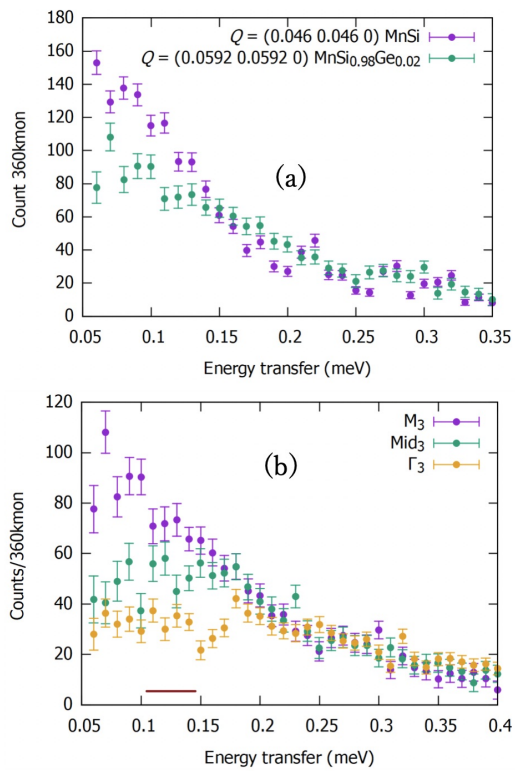 180
160
140
120
100
80
60
40
20
0
0.05
0.1
0.15
0.2
0.25
0.3
0.35
Count 360kmon
Energy transfer (meV)
Q = (0.046 0.046 0) MnSi
Q = (0.0592 0.0592 0) MnSi0.98Ge0.02
(a)
120
100
80
60
40
20
0
0.05
0.1
0.15
0.2
0.25
0.3
0.35
0.4
Counts/360kmon
Energy transfer (meV)
M3
Mid3
Γ3
(b)